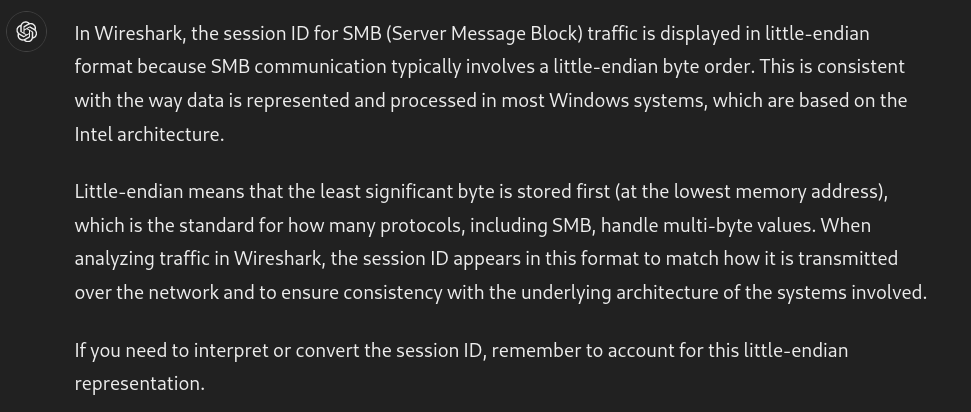 In Wireshark, the session ID for SMB (Server Message Block) traffic is displayed in little-endian
format because SMB communication typically involves a little-endian byte order. This is consistent
with the way data is represented and processed in most Windows systems, which are based on the
Intel architecture.
Little-endian means that the least significant byte is stored first (at the lowest memory address),
which is the standard for how many protocols, including SMB, handle multi-byte values. When
analyzing traffic in Wireshark, the session ID appears in this format to match how it is transmitted
over the network and to ensure consistency with the underlying architecture of the systems involved.
If you need to interpret or convert the session ID, remember to account for this little-endian
representation.